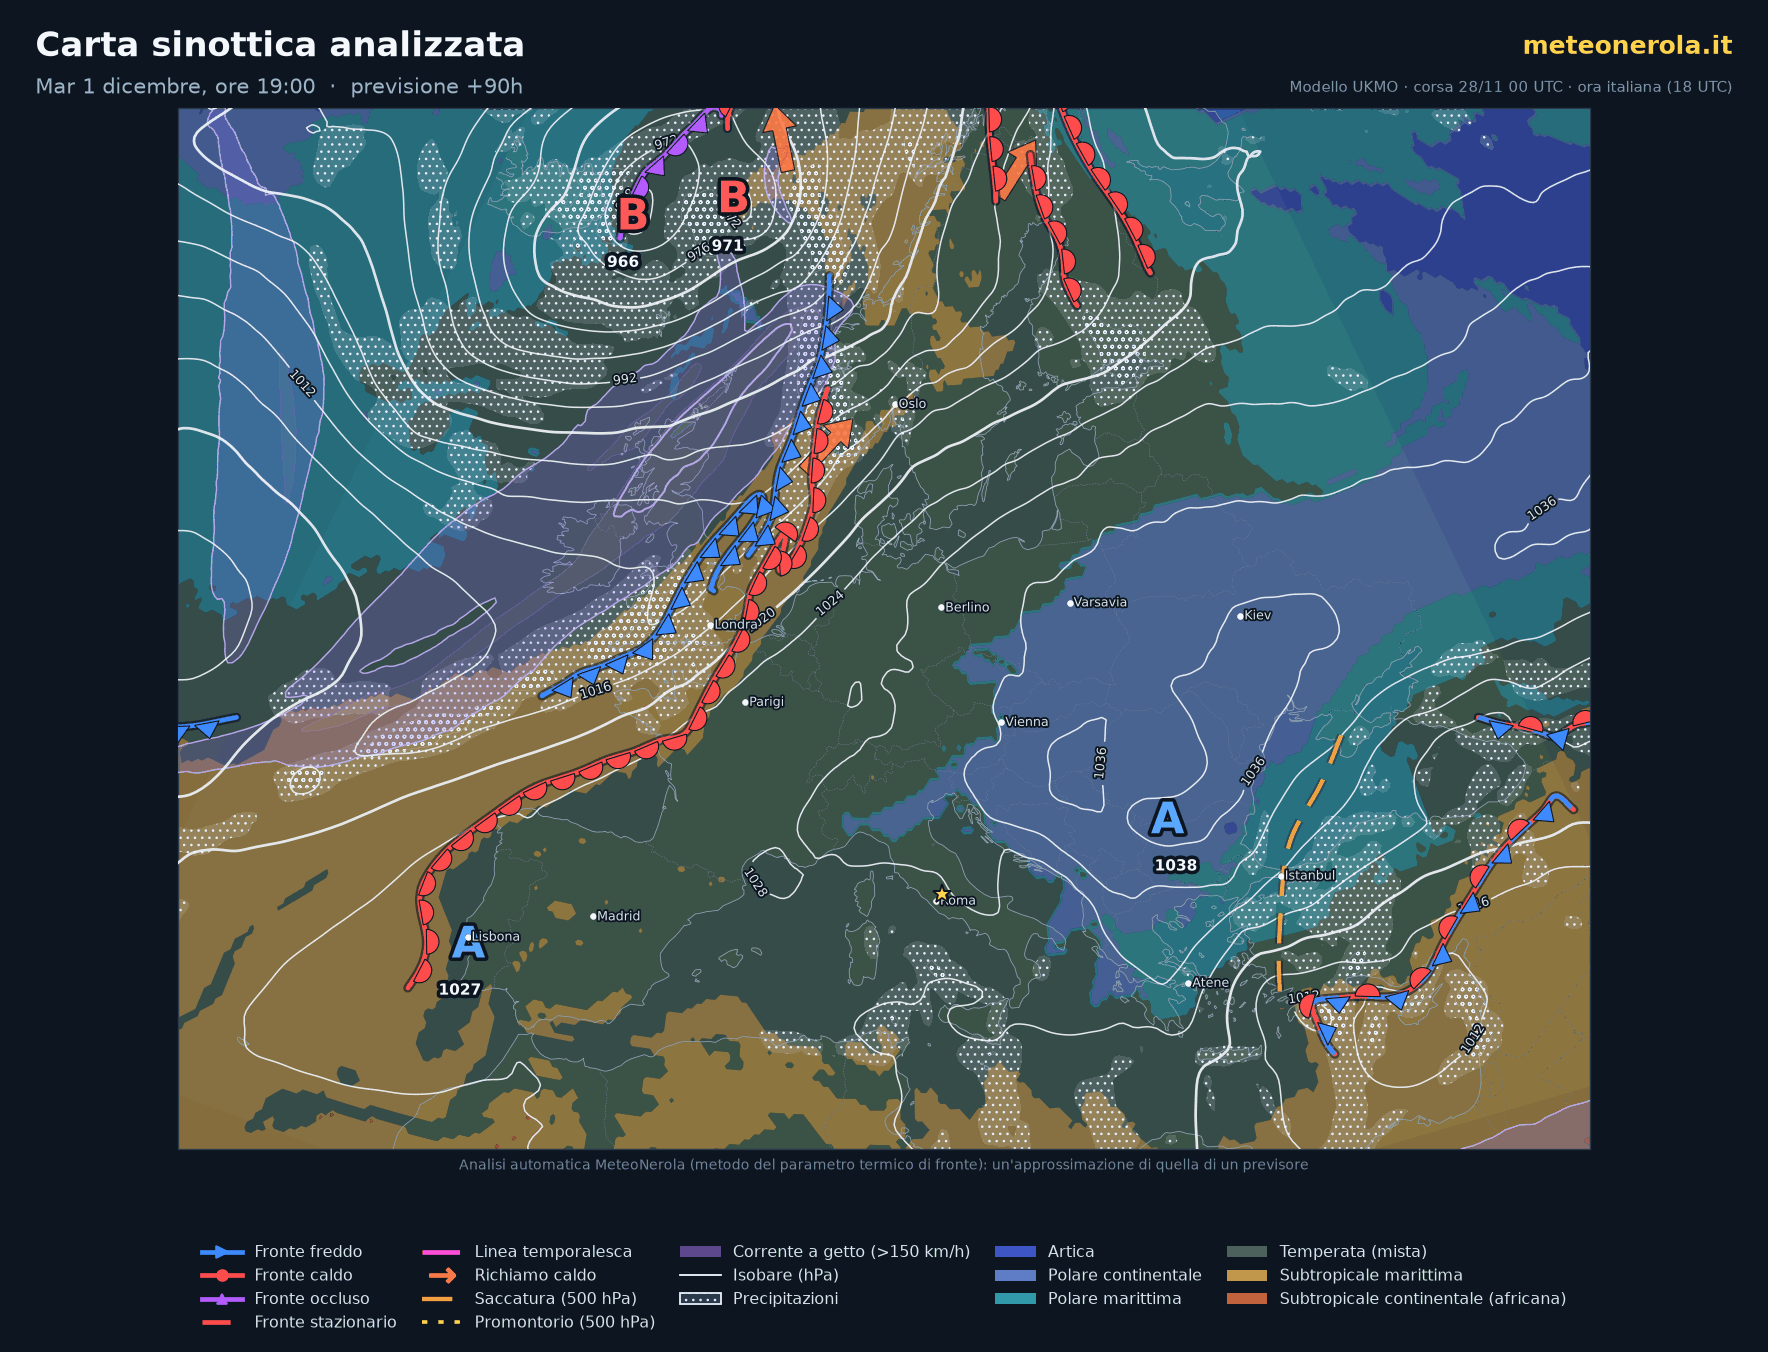 Carta sinottica analizzata
meteonerola.it
Mar 1 dicembre, ore 19:00 · previsione +90h
Modello UKMO · corsa 28/11 00 UTC · ora italiana (18 UTC)
B
B
976
971
966
1012
992
Oslo
1036
Berlino
Varsavia
Kiev
1024
Londra
1016
Parigi
Vienna
1036
1036
A
1038
1028
Istanbul
Roma
Madrid
A
Lisbona
1027
Atene
1012
1012
Analisi automatica MeteoNerola (metodo del parametro termico di fronte): un'approssimazione di quella di un previsore
Fronte freddo
Fronte caldo
Fronte occluso
Fronte stazionario
Linea temporalesca
Richiamo caldo
Saccatura (500 hPa)
Promontorio (500 hPa)
Corrente a getto (>150 km/h)
Isobare (hPa)
Precipitazioni
Artica
Polare continentale
Polare marittima
Temperata (mista)
Subtropicale marittima
Subtropicale continentale (africana)